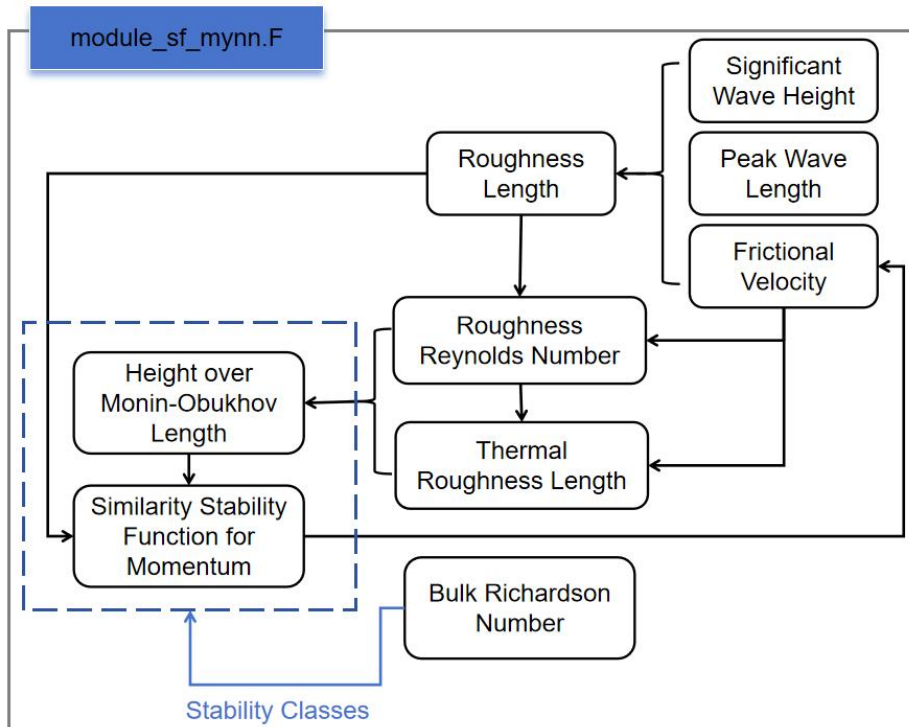 module_sf_mynn.F
Significant
Wave Height
Roughness
Length
Peak Wave
Length
Frictional
Velocity
Roughness
Reynolds Number
Height over
Monin-Obukhov
Length
Thermal
Roughness Length
Similarity Stability
Function for
Momentum
Bulk Richardson
Number
Stability Classes